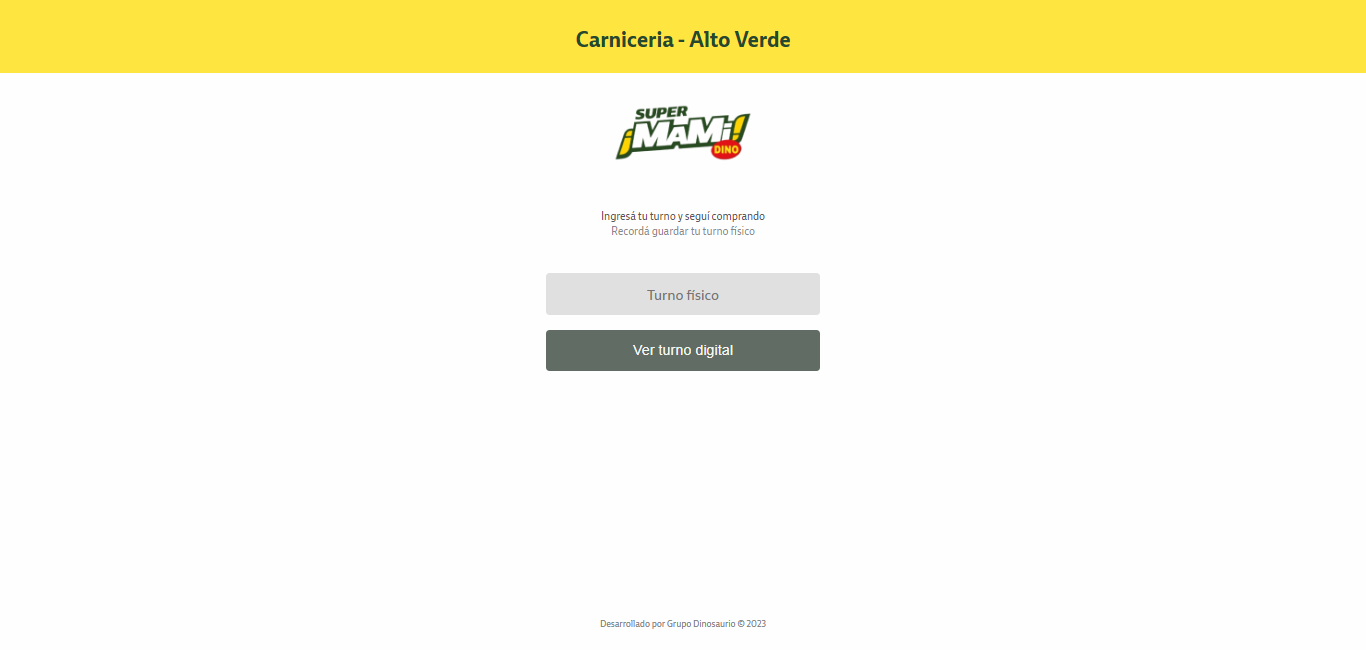 Carniceria - Alto Verde
SUPER
¡MAMi!
DINO
Ingresá tu turno y seguí comprando
Recordá guardar tu turno físico
Turno físico
Ver turno digital
Desarrollado por Grupo Dinosaurio © 2023